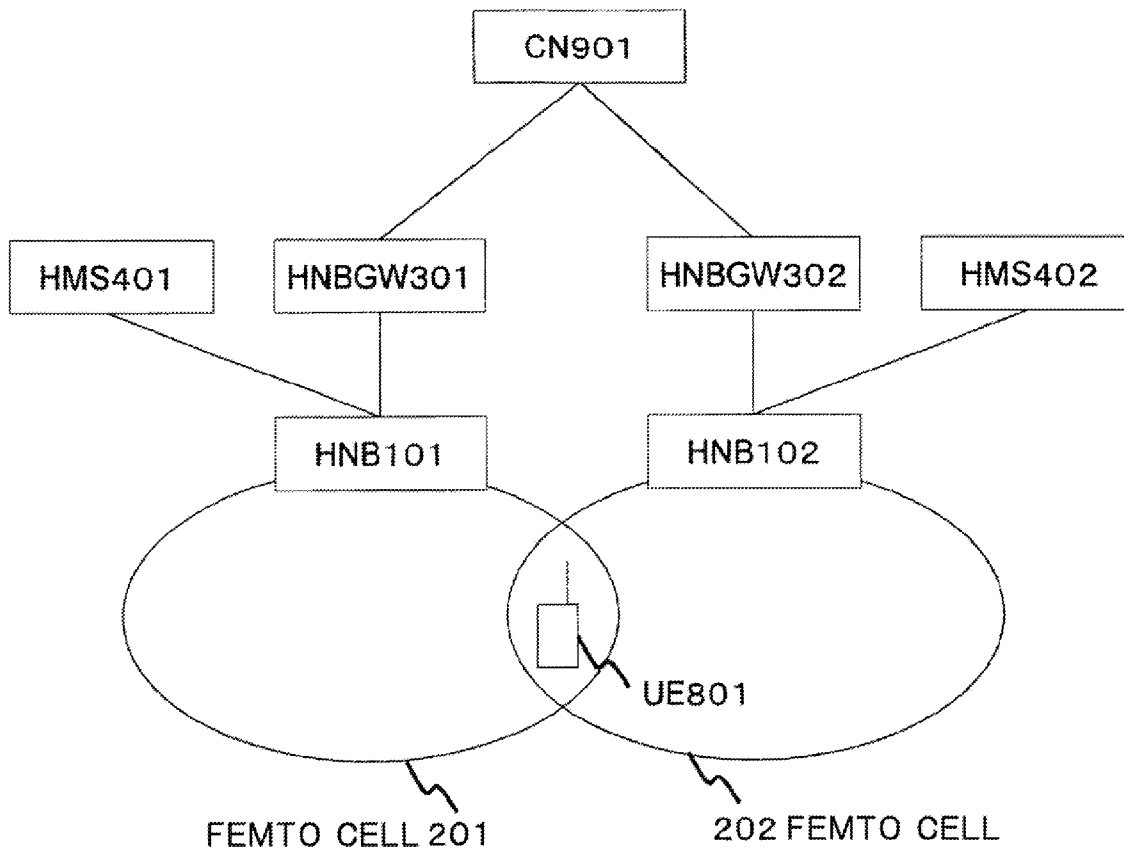 CN901
HMS401
HNBGW301
HNBGW302
HMS402
HNB101
HNB102
UE801
FEMTO CELL 201
202 FEMTO CELL